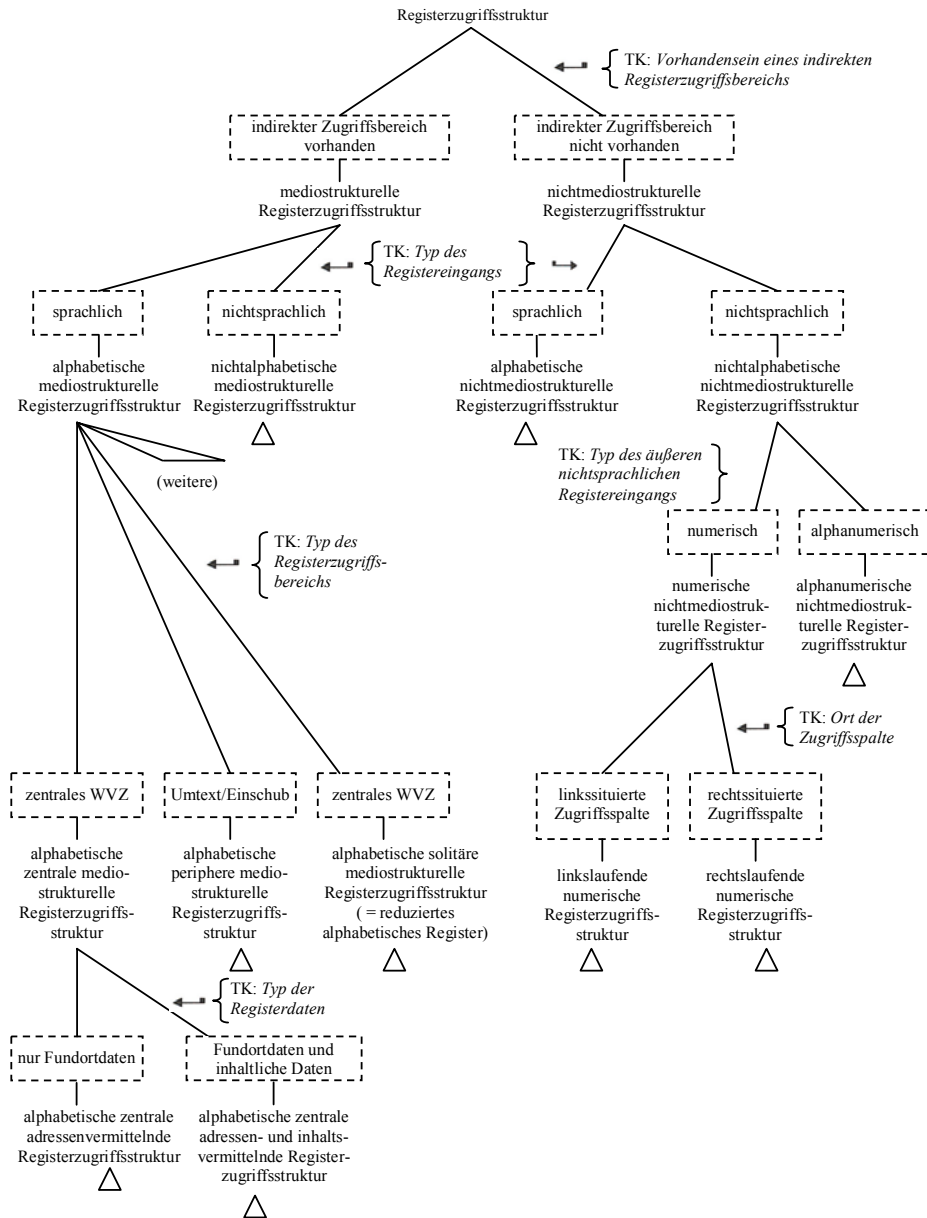 Registerzugriffsstruktur
TK: Vorhandensein eines indirekten
Registerzugriffsbereichs
indirekter Zugriffsbereich
vorhanden
indirekter Zugriffsbereich
nicht vorhanden
mediostrukturelle
Registerzugriffsstruktur
nichtmediostrukturelle
Registerzugriffsstruktur
TK: Typ des
Registereingangs
sprachlich
nichtsprachlich
sprachlich
nichtsprachlich
alphabetische
mediostrukturelle
Registerzugriffsstruktur
nichtalphabetische
mediostrukturelle
Registerzugriffsstruktur
alphabetische
nichtmediostrukturelle
Registerzugriffsstruktur
nichtalphabetische
nichtmediostrukturelle
Registerzugriffsstruktur
(weitere)
TK: Typ des äußeren
nichtsprachlichen
Registereingangs
numerisch
alphanumerisch
TK: Typ des
Registerzugriffs-
bereichs
numerische
nichtmediostruk-
turelle Register-
zugriffsstruktur
alphanumerische
nichtmediostruk-
turelle Register-
zugriffsstruktur
TK: Ort der
Zugriffsspalte
zentrales WVZ
Umtext/Einschub
zentrales WVZ
linkssituierte
Zugriffsspalte
rechtssituierte
Zugriffsspalte
alphabetische
zentrale medio-
strukturelle
Registerzugriffs-
struktur
alphabetische
periphere medio-
strukturelle
Registerzugriffs-
struktur
alphabetische solitäre
mediostrukturelle
Registerzugriffsstruktur
( = reduziertes
alphabetisches Register)
linkslaufende
numerische
Registerzugriffs-
struktur
rechtslaufende
numerische
Registerzugriffs-
struktur
TK: Typ der
Registerdaten
nur Fundortdaten
Fundortdaten und
inhaltliche Daten
alphabetische zentrale
adressenvermittelnde
Registerzugriffsstruktur
alphabetische zentrale
adressen- und inhalts-
vermittelnde Register-
zugriffsstruktur